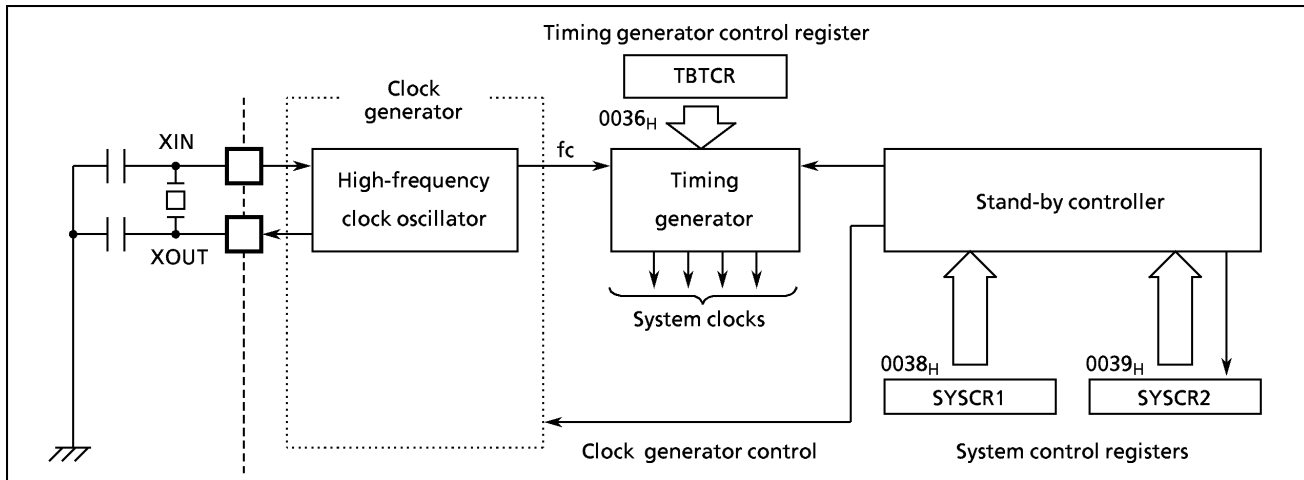 Timing generator control register
TBTCR
Clock
generator
0036H
XIN
fc
High-frequency
clock oscillator
Timing
generator
Stand-by controller
XOUT
System clocks
0038H
0039H
SYSCR1
SYSCR2
Clock generator control
System control registers